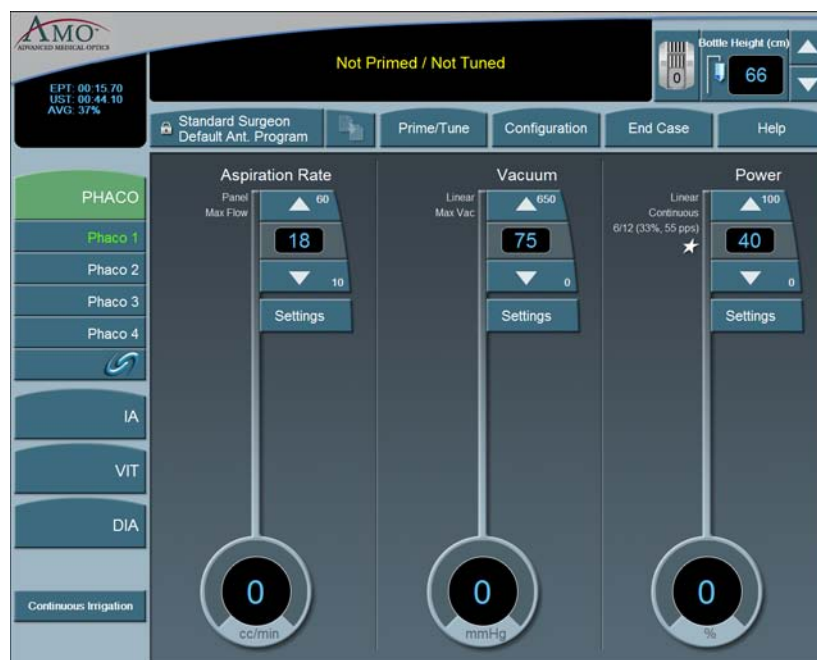 AMO
ADVANCED MEDICAL OPTICS
Not Primed / Not Tuned
0
Bottle Height (cm)
66
EPT: 00:15.70
UST: 00:44.10
AVG: 37%
Standard Surgeon
Default Ant. Program
Prime/Tune
Configuration
End Case
Help
PHACO
Phaco 1
Phaco 2
Phaco 3
Phaco 4
IA
VIT
DIA
Continuous Irrigation
Aspiration Rate
Panel
Max Flow
60
18
10
Settings
0
cc/min
Vacuum
Linear
Max Vac
650
75
0
Settings
0
mmHg
Power
Linear
Continuous
6/12 (33%, 55 pps)
100
40
0
Settings
0
%